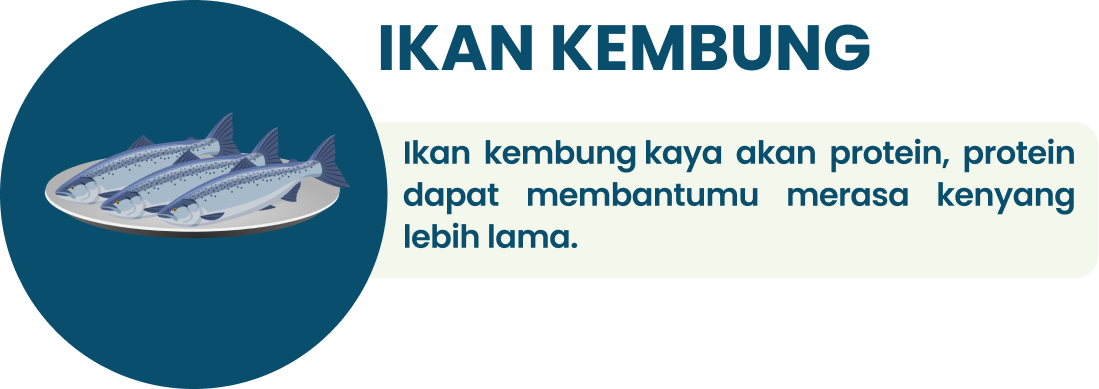 IKAN KEMBUNG
Ikan kembung kaya akan protein, protein
dapat membantumu merasa kenyang
lebih lama.